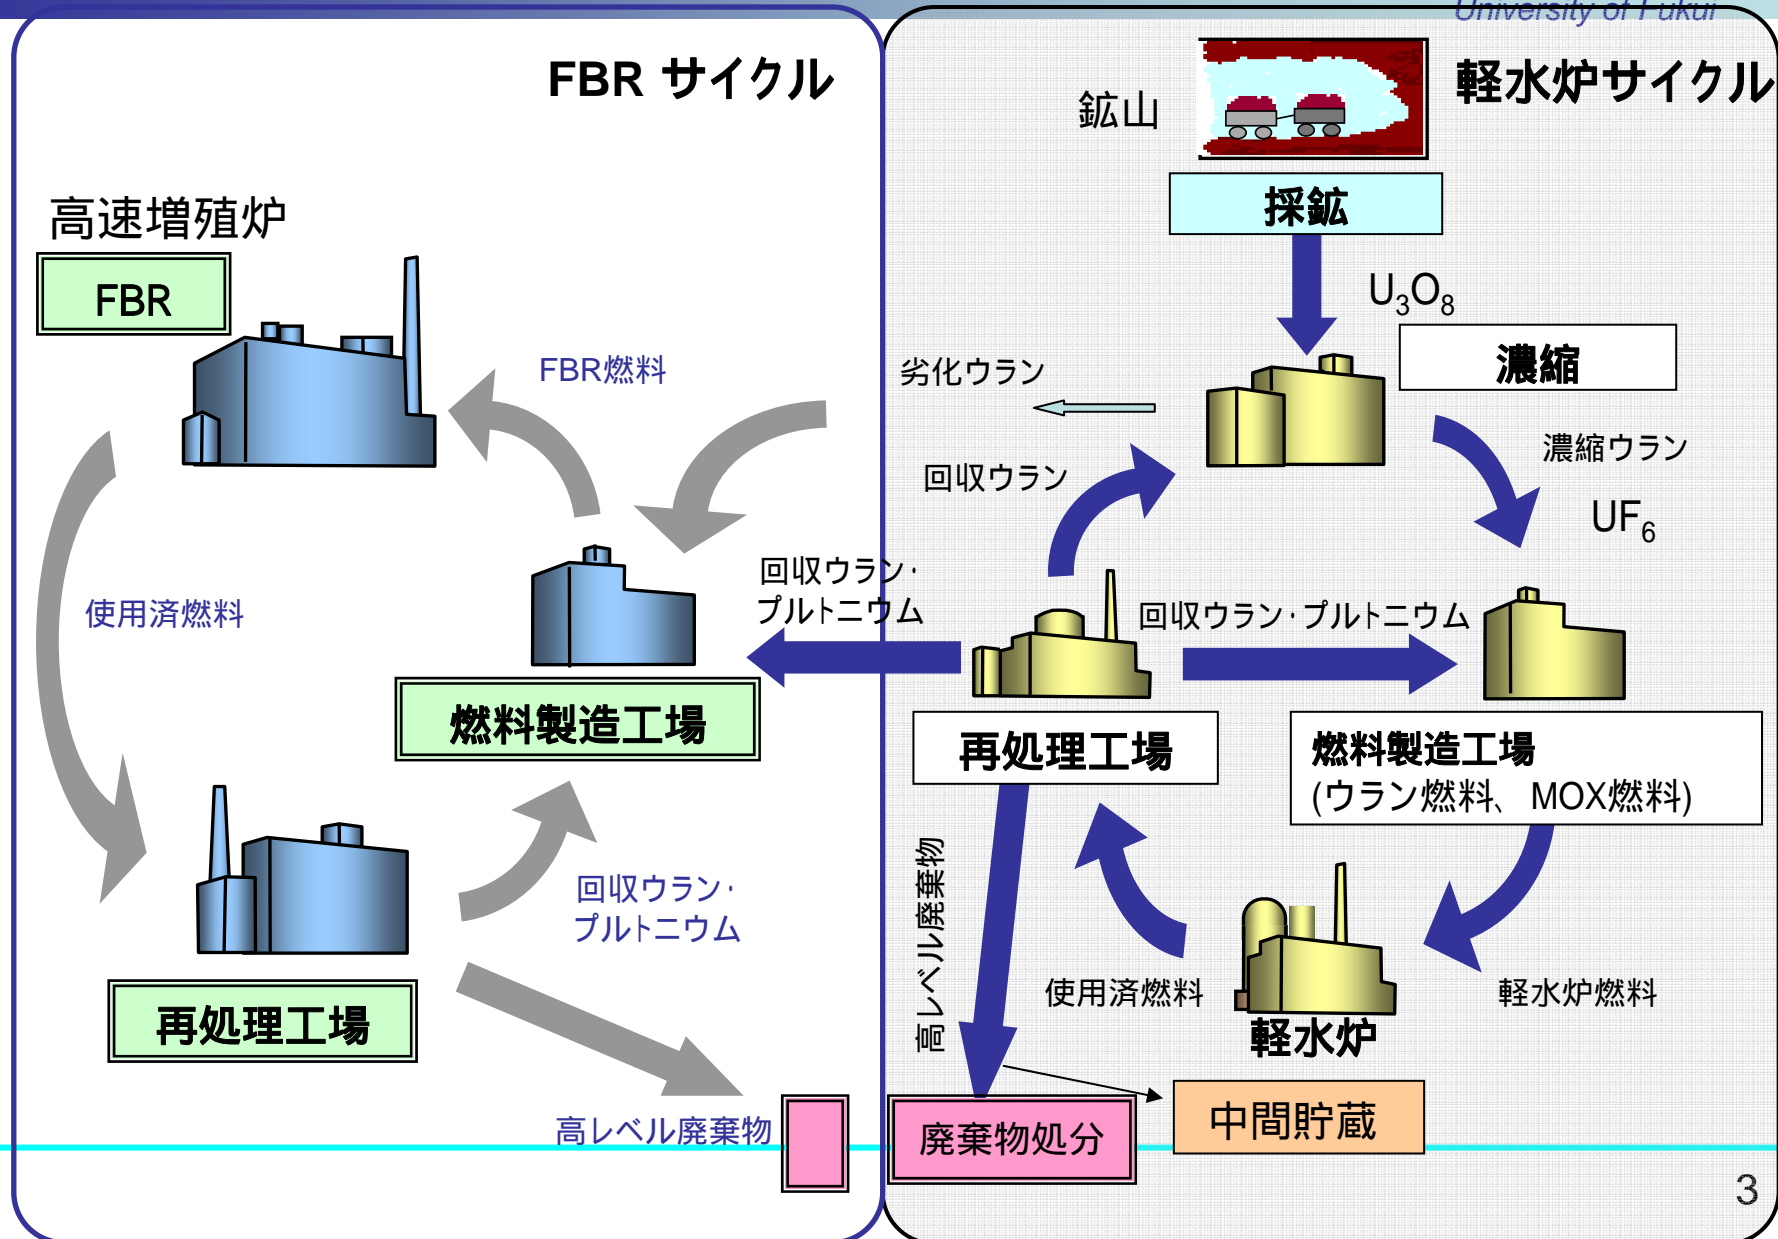 University of Fukui
FBR サイクル
軽水炉サイクル
鉱山
採鉱
高速増殖炉
FBR
U3O8
濃縮
FBR燃料
劣化ウラン
濃縮ウラン
回収ウラン
UF6
回収ウラン・
プルトニウム
回収ウラン・プルトニウム
使用済燃料
燃料製造工場
再処理工場
燃料製造工場
(ウラン燃料、MOX燃料)
高レベル廃棄物
回収ウラン・
プルトニウム
使用済燃料
軽水炉燃料
再処理工場
軽水炉
高レベル廃棄物
廃棄物処分
中間貯蔵
3